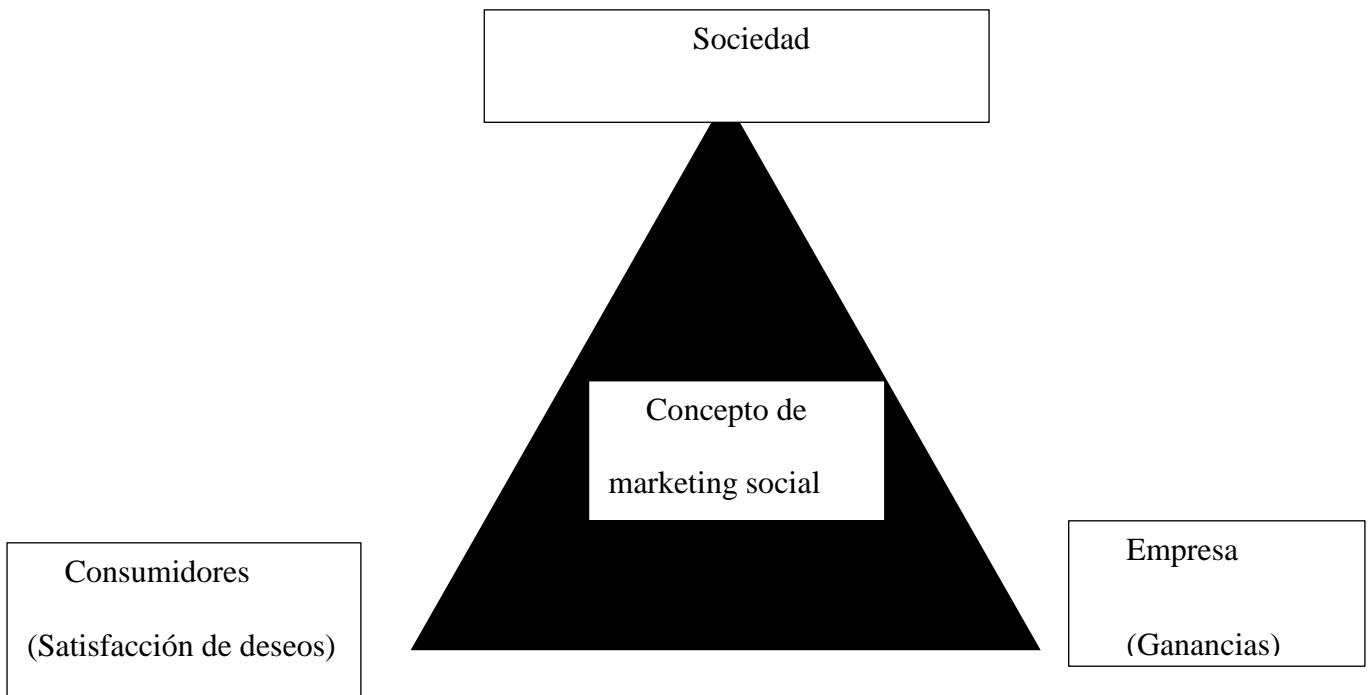 Sociedad
Concepto de
marketing social
Consumidores
(Satisfacción de deseos)
Empresa
(Ganancias)